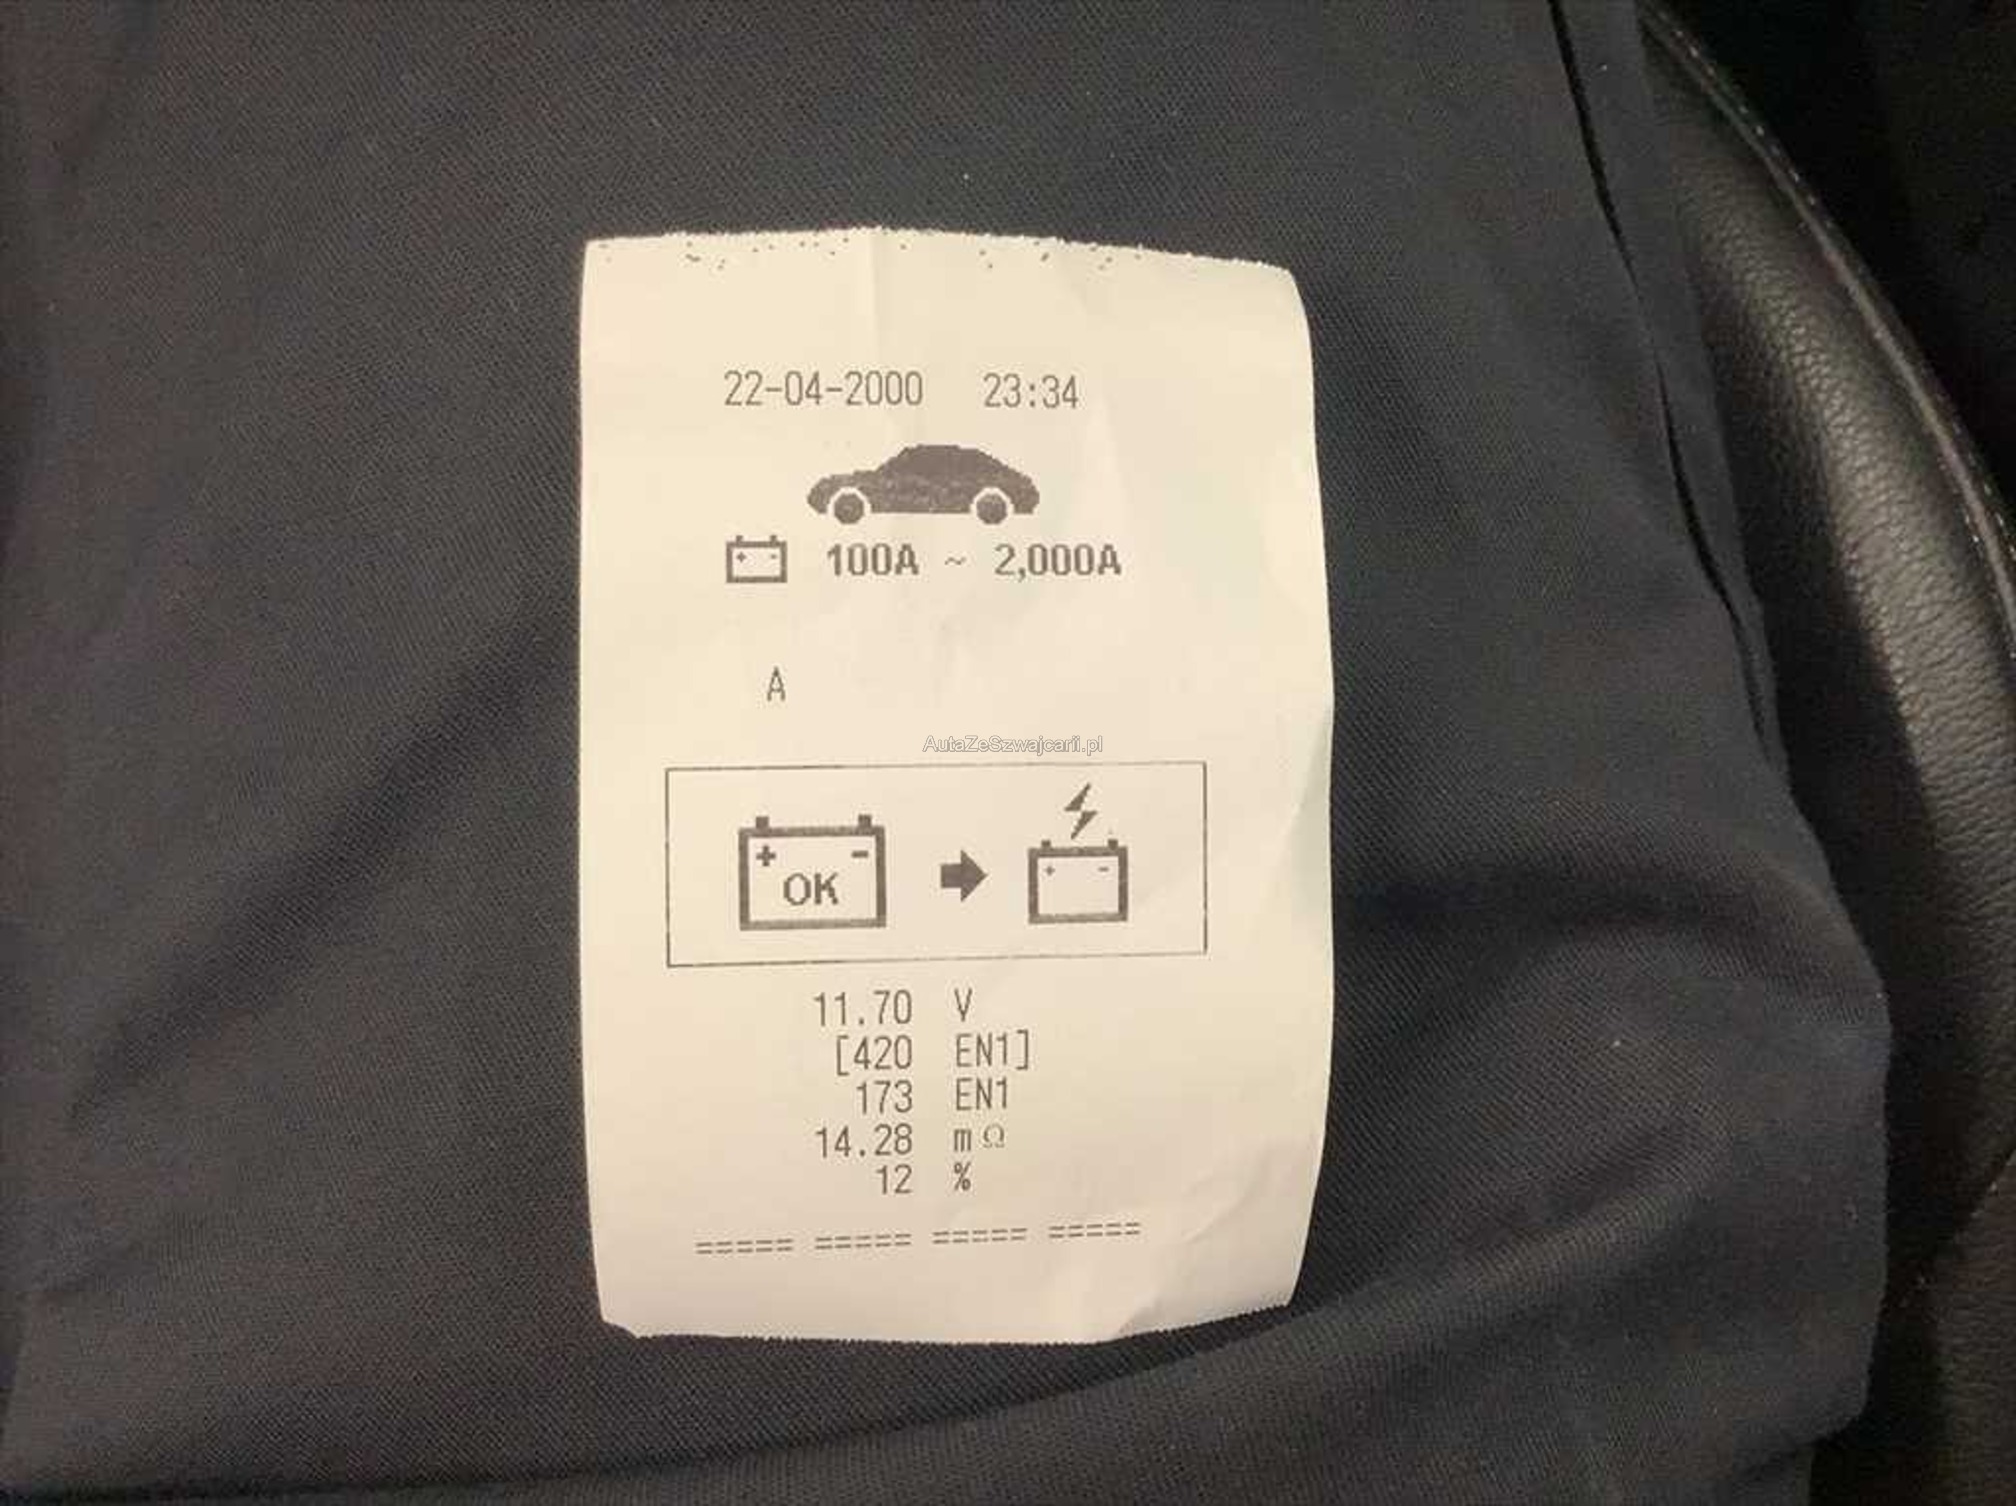 22-04-2000 23:34
+ - 100A ~ 2,000A
A
AutaZeSzwajcarii.pl
+ -
OK
+ -
11.70 V
[420 EN1]
173 EN1
14.28 mΩ
12 %
===== ===== ===== =====